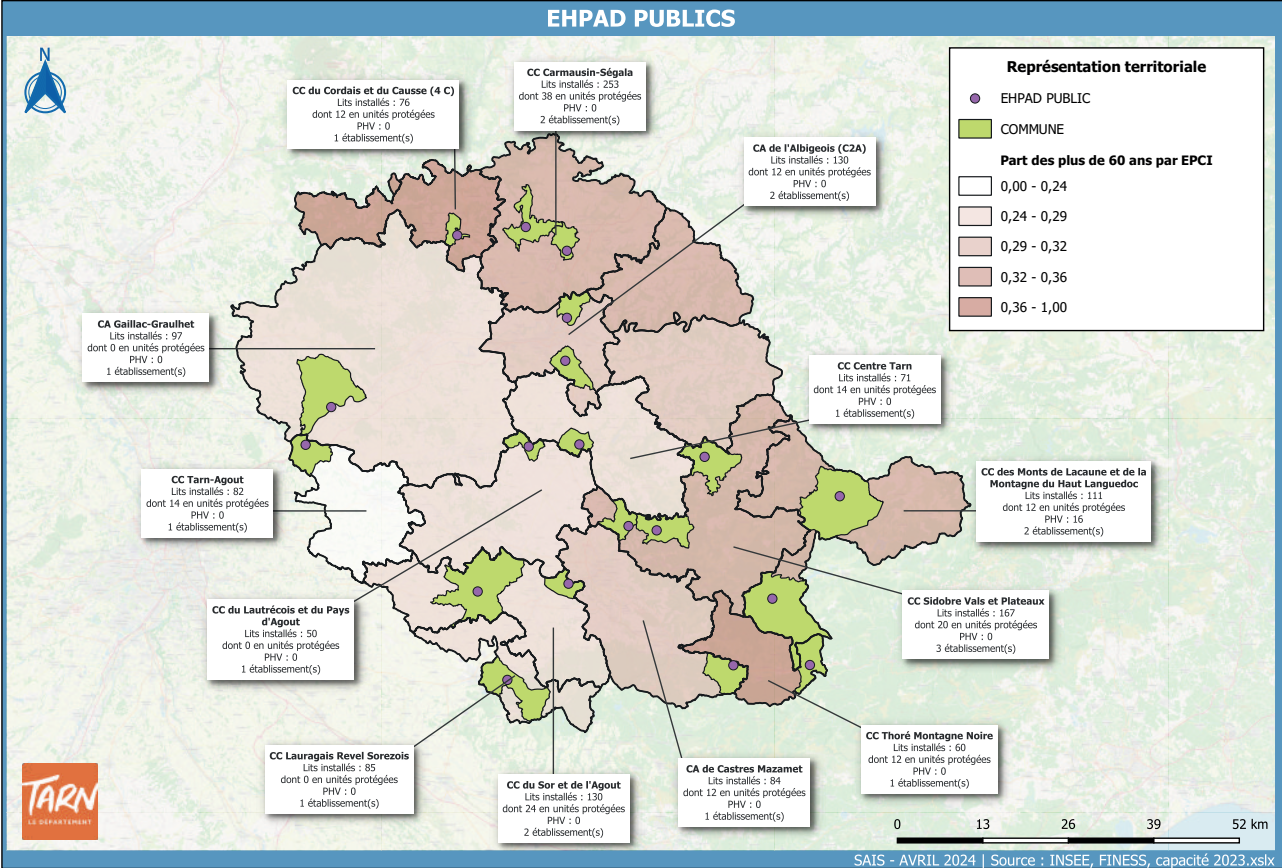 EHPAD PUBLICS
N
CC du Cordais et du Causse (4 C)
Lits installés : 76
dont 12 en unités protégées
PHV : 0
1 établissement(s)
CC Carmausin-Ségala
Lits installés : 253
dont 38 en unités protégées
PHV : 0
2 établissement(s)
CA de l'Albigeois (C2A)
Lits installés : 130
dont 12 en unités protégées
PHV : 0
2 établissement(s)
Représentation territoriale
EHPAD PUBLIC
COMMUNE
Part des plus de 60 ans par EPCI
0,00 - 0,24
0,24 - 0,29
0,29 - 0,32
0,32 - 0,36
0,36 - 1,00
CA Gaillac-Graulhet
Lits installés : 97
dont 0 en unités protégées
PHV : 0
1 établissement(s)
CC Centre Tarn
Lits installés : 71
dont 14 en unités protégées
PHV : 0
1 établissement(s)
CC Tarn-Agout
Lits installés : 82
dont 14 en unités protégées
PHV : 0
1 établissement(s)
CC des Monts de Lacaune et de la
Montagne du Haut Languedoc
Lits installés : 111
dont 12 en unités protégées
PHV : 16
2 établissement(s)
CC du Lautrécois et du Pays
d'Agout
Lits installés : 50
dont 0 en unités protégées
PHV : 0
1 établissement(s)
CC Sidobre Vals et Plateaux
Lits installés : 167
dont 20 en unités protégées
PHV : 0
3 établissement(s)
CC Lauragais Revel Sorezois
Lits installés : 85
dont 0 en unités protégées
PHV : 0
1 établissement(s)
CC du Sor et de l'Agout
Lits installés : 130
dont 24 en unités protégées
PHV : 0
2 établissement(s)
CA de Castres Mazamet
Lits installés : 84
dont 12 en unités protégées
PHV : 0
1 établissement(s)
CC Thoré Montagne Noire
Lits installés : 60
dont 12 en unités protégées
PHV : 0
1 établissement(s)
TARN
LE DÉPARTEMENT
0 13 26 39 52 km
SAIS - AVRIL 2024 | Source : INSEE, FINESS, capacité 2023.xslx